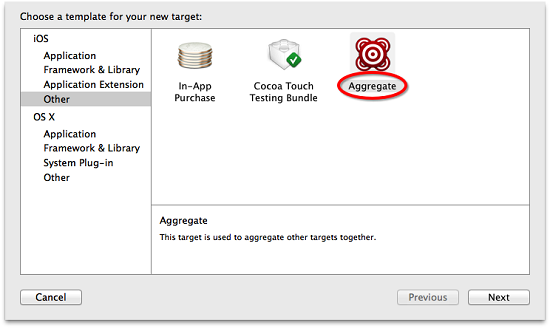 Choose a template for your new target:
iOS
Application
Framework & Library
Application Extension
Other
OS X
Application
Framework & Library
System Plug-in
Other
In-App
Purchase
Cocoa Touch
Testing Bundle
Aggregate
Aggregate
This target is used to aggregate other targets together.
Cancel
Previous
Next